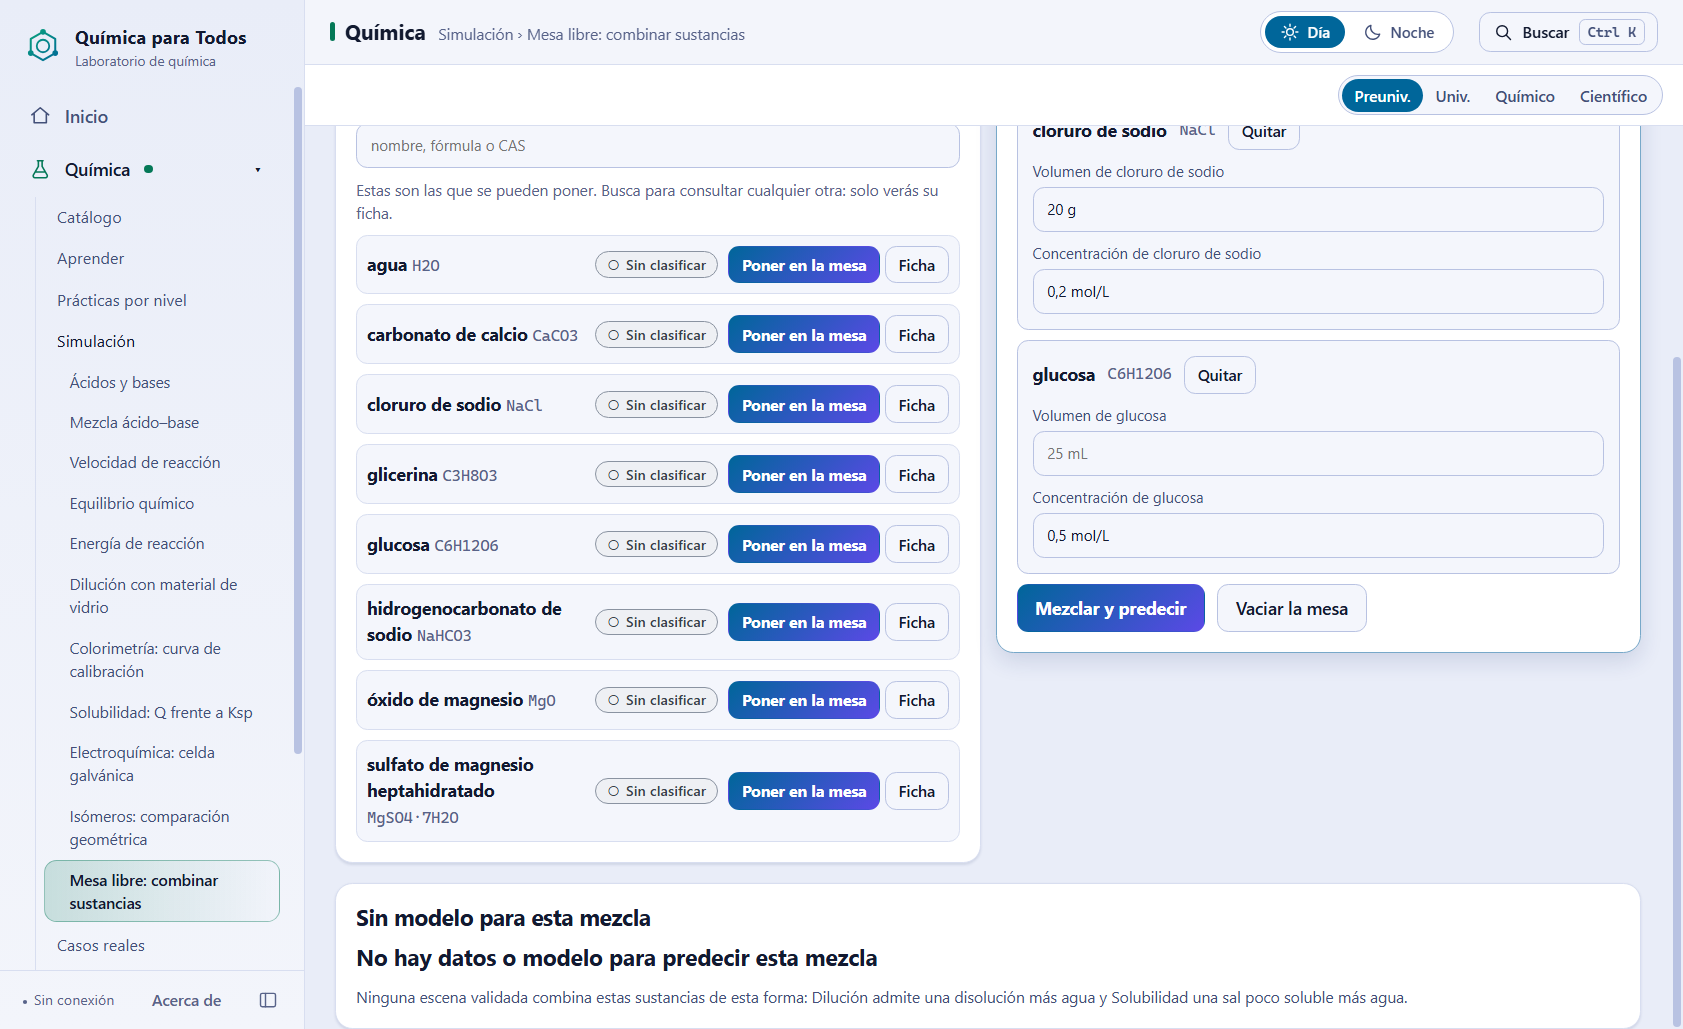 Química para Todos
Laboratorio de química
Inicio
Química
Catálogo
Aprender
Prácticas por nivel
Simulación
Ácidos y bases
Mezcla ácido–base
Velocidad de reacción
Equilibrio químico
Energía de reacción
Dilución con material de
vidrio
Colorimetría: curva de
calibración
Solubilidad: Q frente a Ksp
Electroquímica: celda
galvánica
Isómeros: comparación
geométrica
Mesa libre: combinar
sustancias
Casos reales
Sin conexión
Acerca de
Química Simulación › Mesa libre: combinar sustancias
Día Noche
Buscar Ctrl K
Preuniv. Univ. Químico Científico
nombre, fórmula o CAS
Estas son las que se pueden poner. Busca para consultar cualquier otra: solo verás su
ficha.
agua H2O Sin clasificar Poner en la mesa Ficha
carbonato de calcio CaCO3 Sin clasificar Poner en la mesa Ficha
cloruro de sodio NaCl Sin clasificar Poner en la mesa Ficha
glicerina C3H8O3 Sin clasificar Poner en la mesa Ficha
glucosa C6H12O6 Sin clasificar Poner en la mesa Ficha
hidrogenocarbonato de
sodio NaHCO3 Sin clasificar Poner en la mesa Ficha
óxido de magnesio MgO Sin clasificar Poner en la mesa Ficha
sulfato de magnesio
heptahidratado
MgSO4·7H2O Sin clasificar Poner en la mesa Ficha
cloruro de sodio NaCl Quitar
Volumen de cloruro de sodio
20 g
Concentración de cloruro de sodio
0,2 mol/L
glucosa C6H12O6 Quitar
Volumen de glucosa
25 mL
Concentración de glucosa
0,5 mol/L
Mezclar y predecir Vaciar la mesa
Sin modelo para esta mezcla
No hay datos o modelo para predecir esta mezcla
Ninguna escena validada combina estas sustancias de esta forma: Dilución admite una disolución más agua y Solubilidad una sal poco soluble más agua.